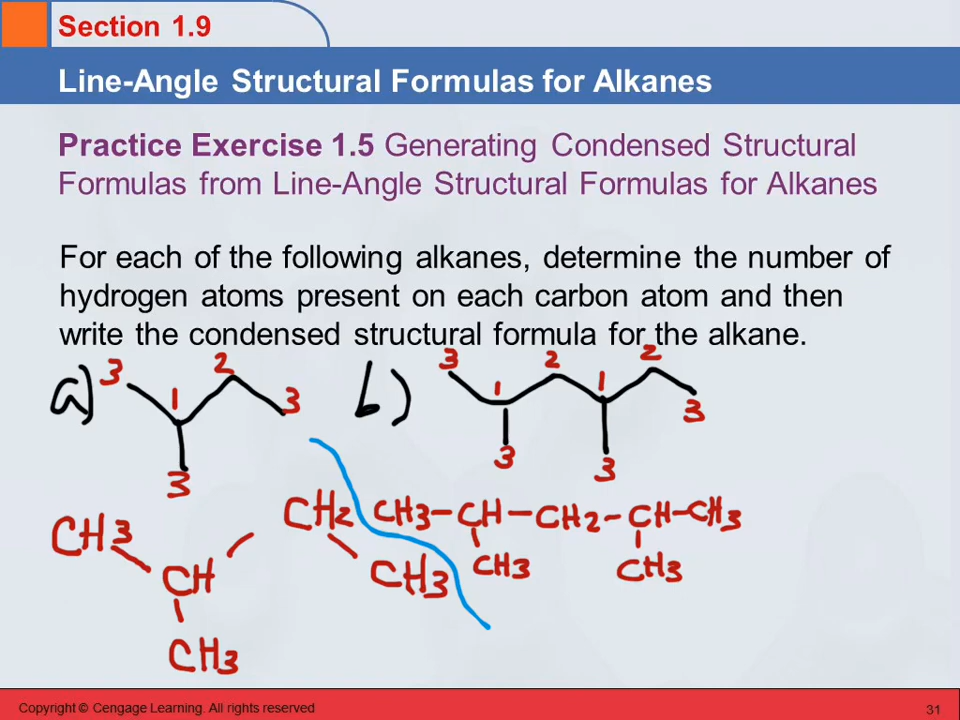 Section 1.9
Line-Angle Structural Formulas for Alkanes
Practice Exercise 1.5 Generating Condensed Structural
Formulas from Line-Angle Structural Formulas for Alkanes
For each of the following alkanes, determine the number of
hydrogen atoms present on each carbon atom and then
write the condensed structural formula for the alkane.
a) 3 1 2 3
3
b) 3 1 2 1 2 3
3 3
CH3 CH CH2 CH3
CH3
CH3-CH-CH2-CH-CH3
CH3 CH3
Copyright © Cengage Learning. All rights reserved
31